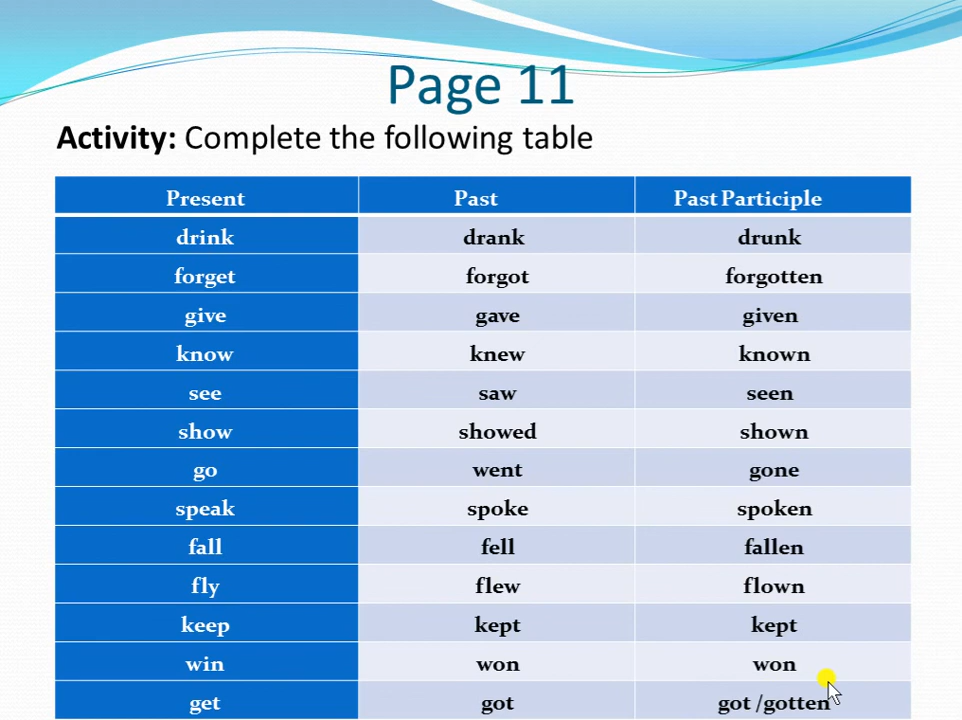 Page 11
Activity: Complete the following table
Present Past Past Participle
drink drank drunk
forget forgot forgotten
give gave given
know knew known
see saw seen
show showed shown
go went gone
speak spoke spoken
fall fell fallen
fly flew flown
keep kept kept
win won won
get got got /gotten